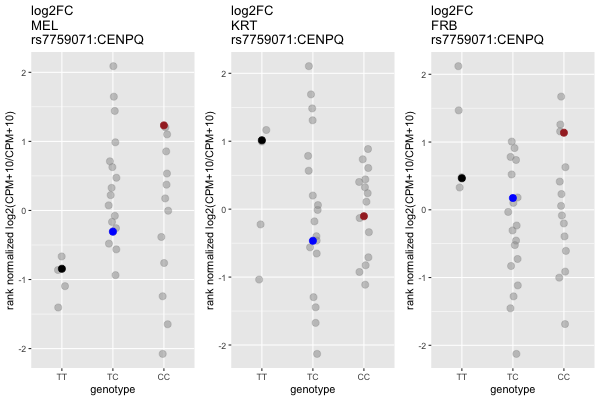 log2FC
MEL
rs7759071:CENPQ
rank normalized log2(CPM+10/CPM+10)
2
1
0
-1
-2
TT
TC
CC
genotype
log2FC
KRT
rs7759071:CENPQ
rank normalized log2(CPM+10/CPM+10)
2
1
0
-1
-2
TT
TC
CC
genotype
log2FC
FRB
rs7759071:CENPQ
rank normalized log2(CPM+10/CPM+10)
2
1
0
-1
-2
TT
TC
CC
genotype